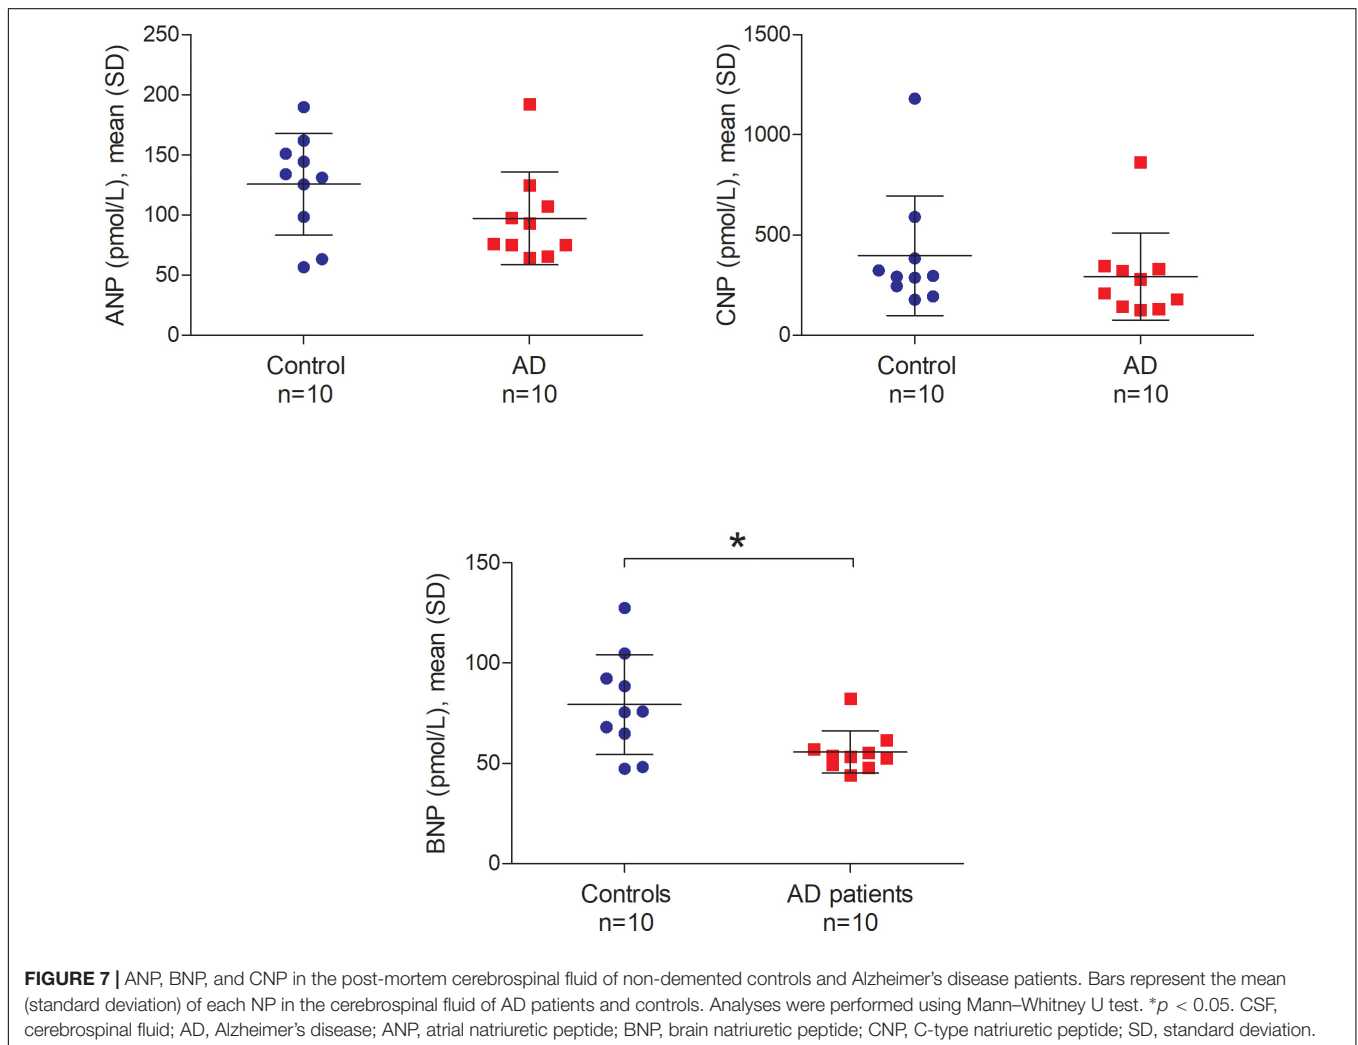 250
200
150
100
50
0
ANP (pmol/L), mean (SD)
Control
n=10
AD
n=10
1500
1000
500
0
CNP (pmol/L), mean (SD)
Control
n=10
AD
n=10
*
150
100
50
0
BNP (pmol/L), mean (SD)
Controls
n=10
AD patients
n=10
FIGURE 7 | ANP, BNP, and CNP in the post-mortem cerebrospinal fluid of non-demented controls and Alzheimer's disease patients. Bars represent the mean
(standard deviation) of each NP in the cerebrospinal fluid of AD patients and controls. Analyses were performed using Mann–Whitney U test. *p < 0.05. CSF,
cerebrospinal fluid; AD, Alzheimer's disease; ANP, atrial natriuretic peptide; BNP, brain natriuretic peptide; CNP, C-type natriuretic peptide; SD, standard deviation.